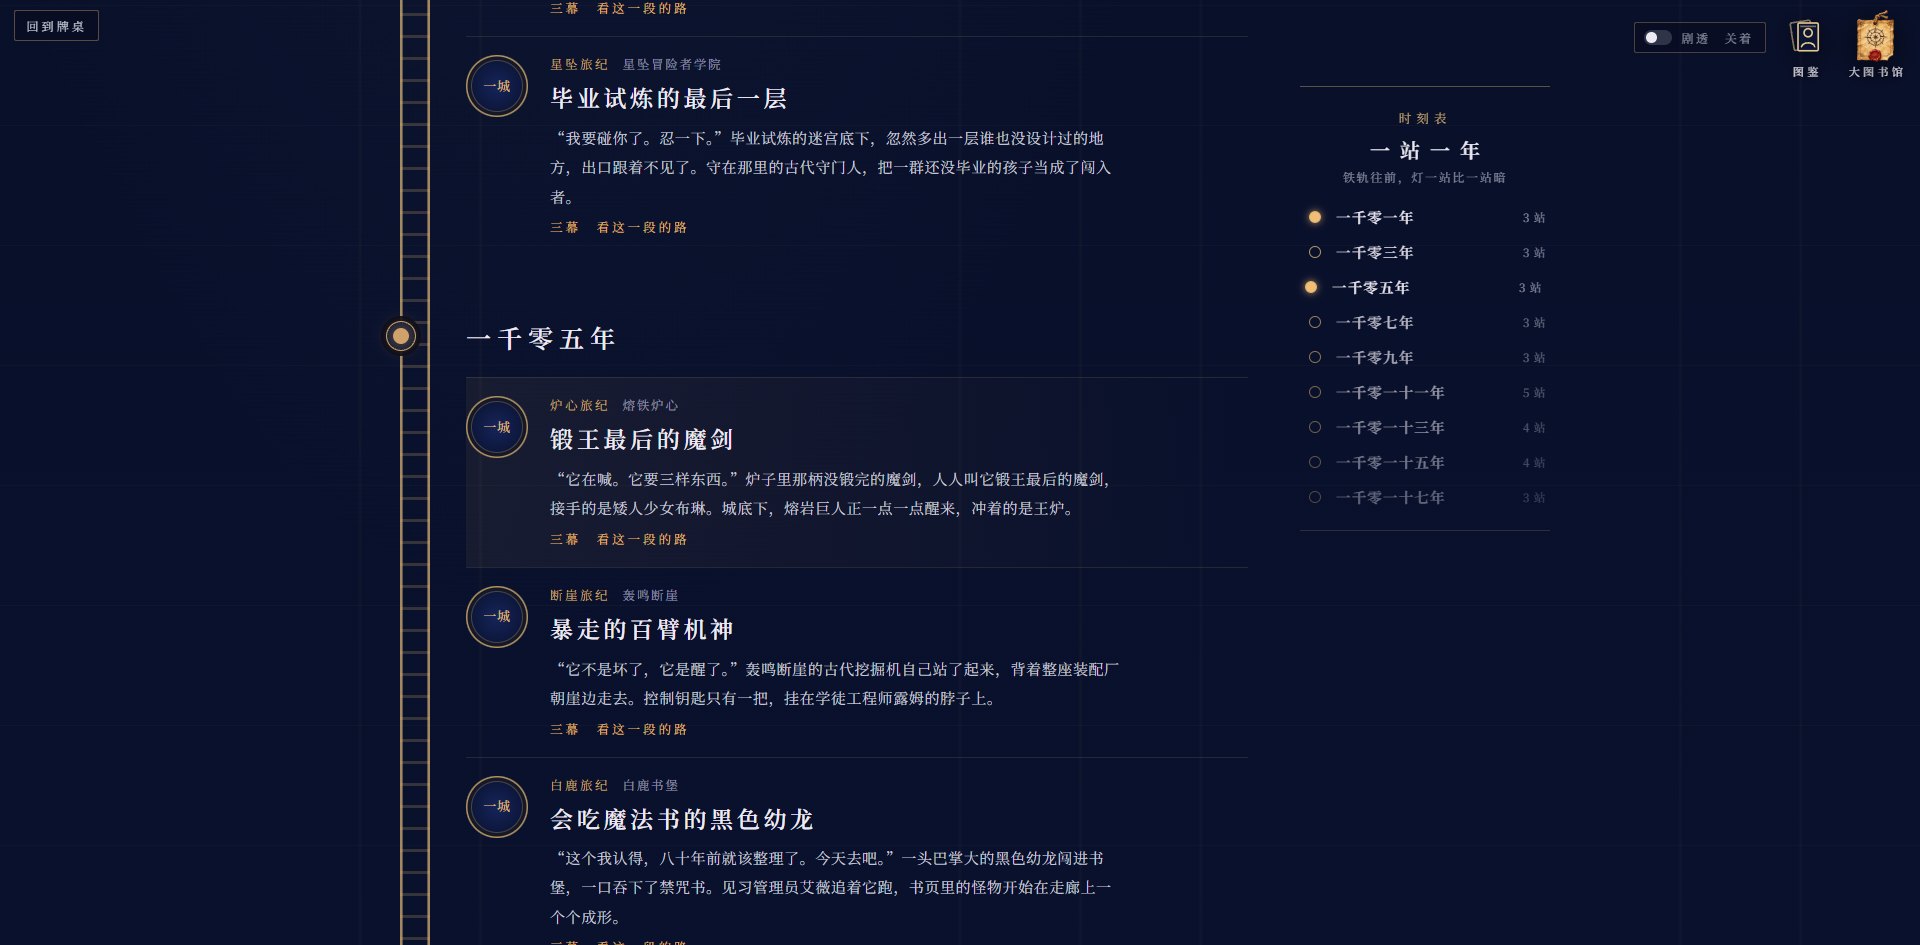 回到牌桌
剧透 关着
图鉴
大图书馆
三幕 看这一段的路
一城
星坠旅纪 星坠冒险者学院
毕业试炼的最后一层
“我要碰你了。忍一下。”毕业试炼的迷宫底下，忽然多出一层谁也没设计过的地
方，出口跟着不见了。守在那里的古代守门人，把一群还没毕业的孩子当成了闯入
者。
三幕 看这一段的路
一千零五年
一城
炉心旅纪 熔铁炉心
锻王最后的魔剑
“它在喊。它要三样东西。”炉子里那柄没锻完的魔剑，人人叫它锻王最后的魔剑，
接手的是矮人少女布琳。城底下，熔岩巨人正一点一点醒来，冲着的是王炉。
三幕 看这一段的路
一城
断崖旅纪 轰鸣断崖
暴走的百臂机神
“它不是坏了，它是醒了。”轰鸣断崖的古代挖掘机自己站了起来，背着整座装配厂
朝崖边走去。控制钥匙只有一把，挂在学徒工程师露姆的脖子上。
三幕 看这一段的路
一城
白鹿旅纪 白鹿书堡
会吃魔法书的黑色幼龙
“这个我认得，八十年前就该整理了。今天去吧。”一头巴掌大的黑色幼龙闯进书
堡，一口吞下了禁咒书。见习管理员艾薇追着它跑，书页里的怪物开始在走廊上一
个个成形。
三幕 看这一段的路
时刻表
一站一年
铁轨往前，灯一站比一站暗
一千零一年 3 站
一千零三年 3 站
一千零五年 3 站
一千零七年 3 站
一千零九年 3 站
一千零一十一年 5 站
一千零一十三年 4 站
一千零一十五年 4 站
一千零一十七年 3 站